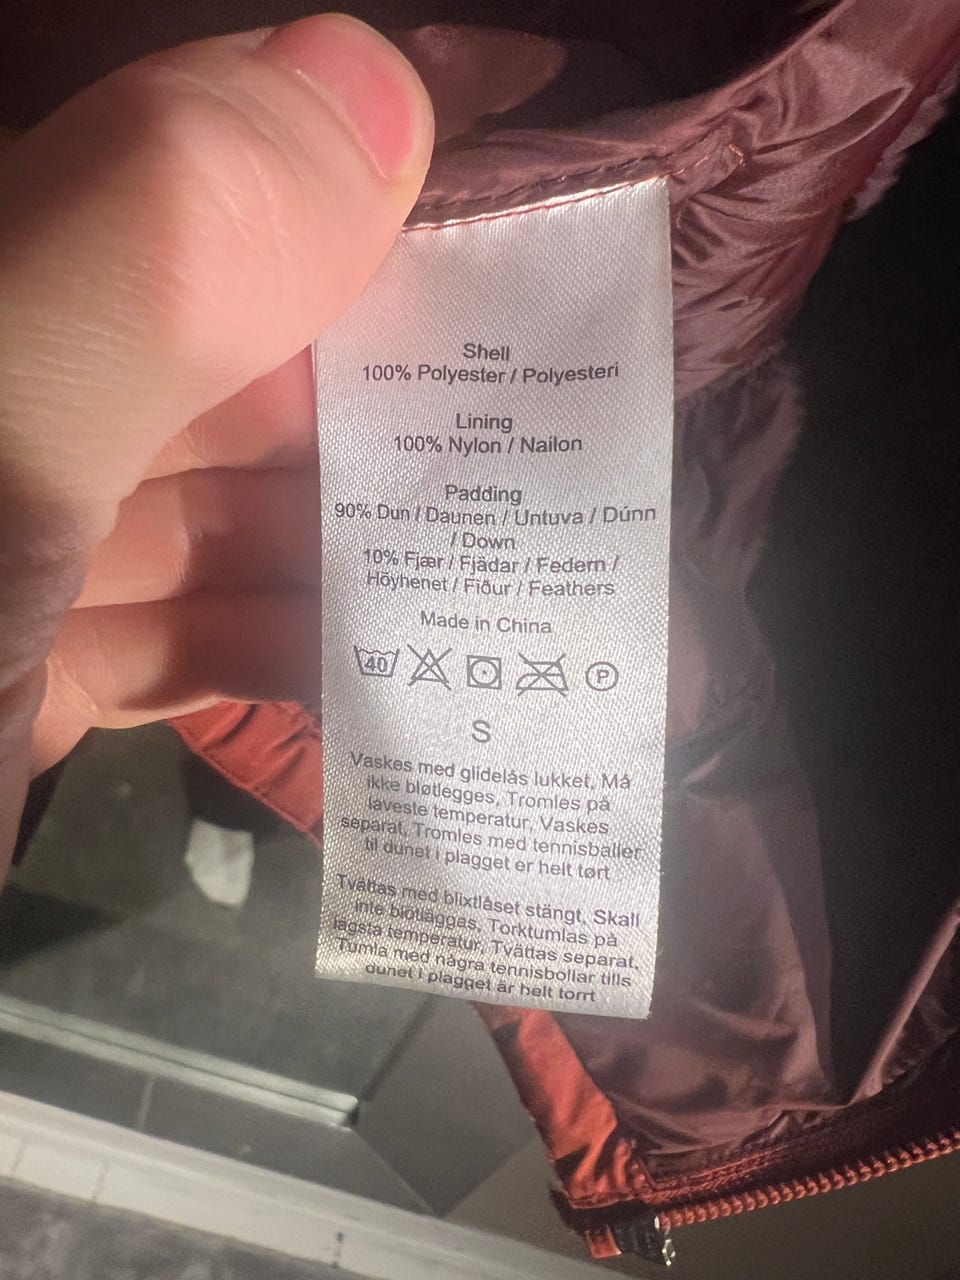 Shell
100% Polyester / Polyesteri
Lining
100% Nylon / Nailon
Padding
90% Dun / Daunen / Untuva / Dúnn
/ Down
10% Fjær / Fjädar / Federn /
Höyhenet / Fiður / Feathers
Made in China
40
P
S
Vaskes med glidelås lukket, Må
ikke bløtlegges, Tromles på
laveste temperatur, Vaskes
separat, Tromles med tennisballer
til dunet i plagget er helt tørt
Tvättas med blixtlåset stängt, Skall
inte blötläggas, Torktumlas på
lägsta temperatur, Tvättas separat,
Tumla med några tennisbollar tills
dunet i plagget är helt torrt